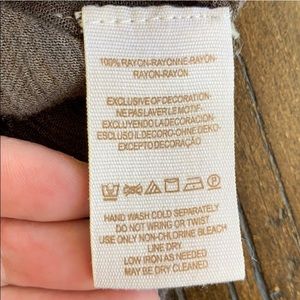 100% RAYON-RAYONNE-RAYON-
RAYON-RAYON
EXCLUSIVE OF DECORATION-
NE PAS LAVER LE MOTIF-
EXCLUYENDO LA DECORACION-
ESCLUSO IL DECORO-OHNE DEKO-
EXCEPTO DECORAÇÃO
HAND WASH COLD SEPARATELY
DO NOT WRING OR TWIST
USE ONLY NON-CHLORINE BLEACH
LINE DRY
LOW IRON AS NEEDED
MAY BE DRY CLEANED